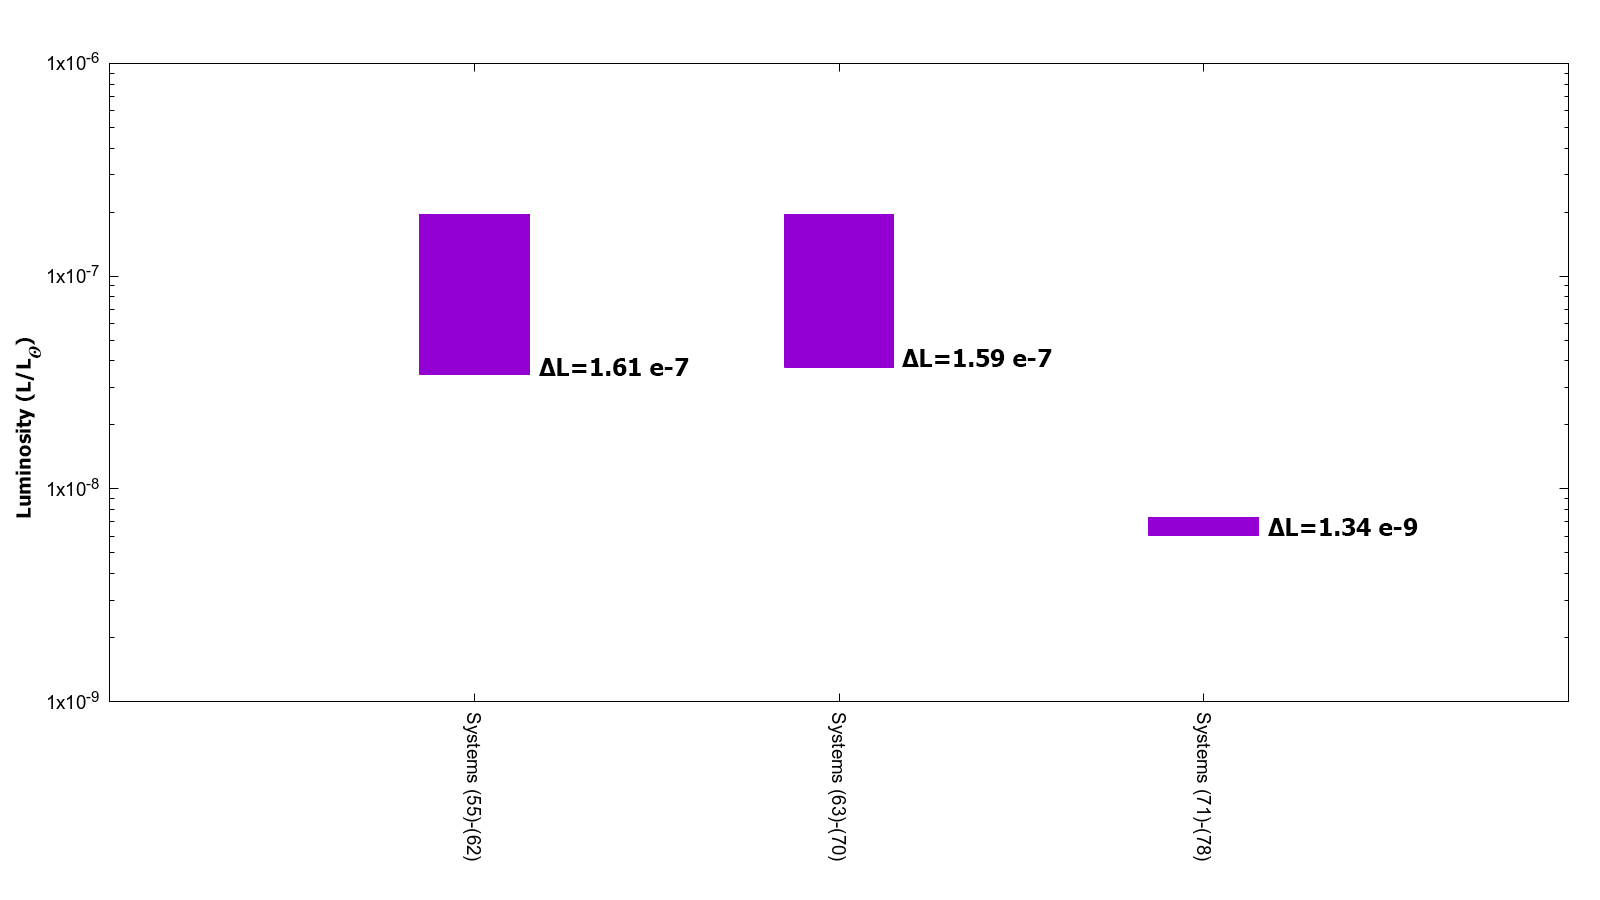 1x10⁻⁶
1x10⁻⁷
1x10⁻⁸
1x10⁻⁹
Luminosity (L/L_Θ)
ΔL=1.61 e-7
ΔL=1.59 e-7
ΔL=1.34 e-9
Systems (55)-(62)
Systems (63)-(70)
Systems (71)-(78)